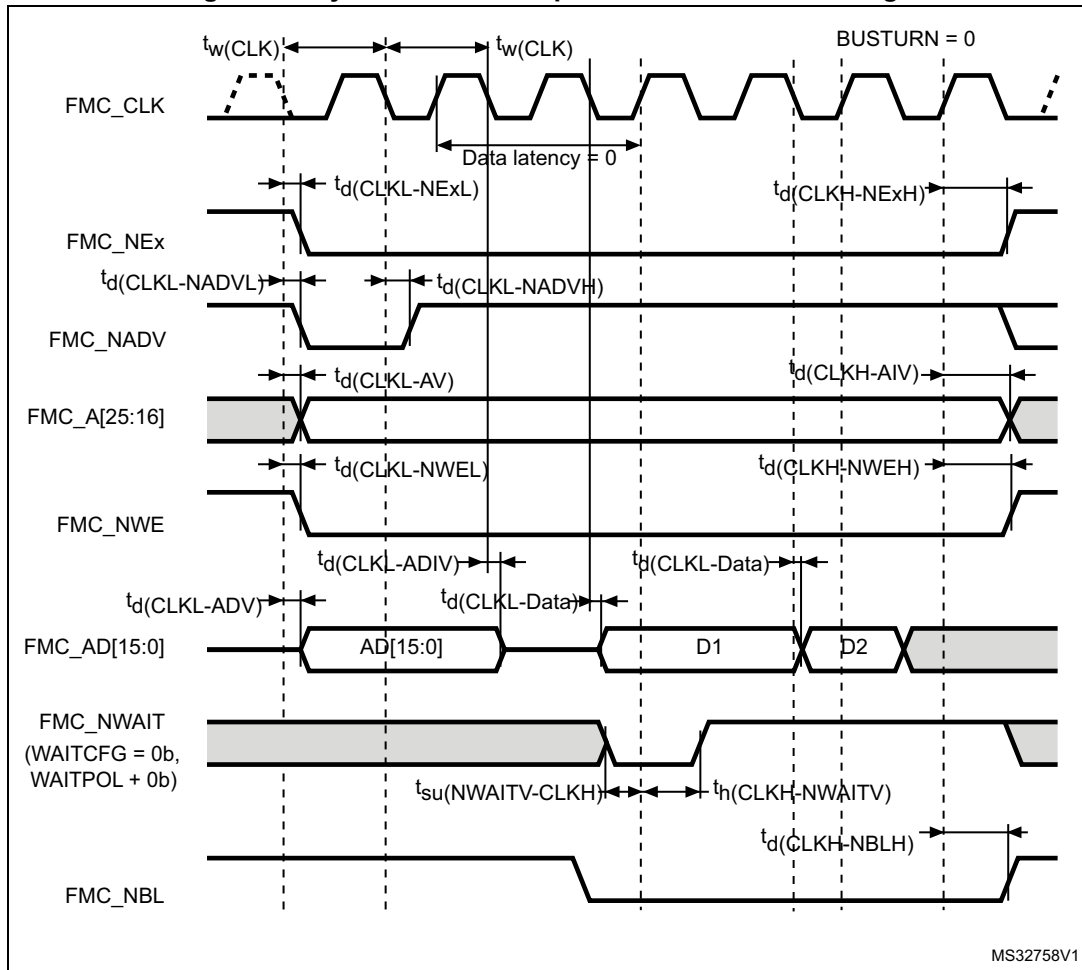 tw(CLK) tw(CLK) BUSTURN = 0
FMC_CLK
Data latency = 0
td(CLKL-NExL) td(CLKH-NExH)
FMC_NEx
td(CLKL-NADVL) td(CLKL-NADVH)
FMC_NADV
td(CLKL-AV) td(CLKH-AIV)
FMC_A[25:16]
td(CLKL-NWEL) td(CLKH-NWEH)
FMC_NWE
td(CLKL-ADIV) td(CLKL-Data)
td(CLKL-ADV) td(CLKL-Data)
FMC_AD[15:0] AD[15:0] D1 D2
FMC_NWAIT
(WAITCFG = 0b,
WAITPOL + 0b)
tsu(NWAITV-CLKH) th(CLKH-NWAITV)
td(CLKH-NBLH)
FMC_NBL
MS32758V1